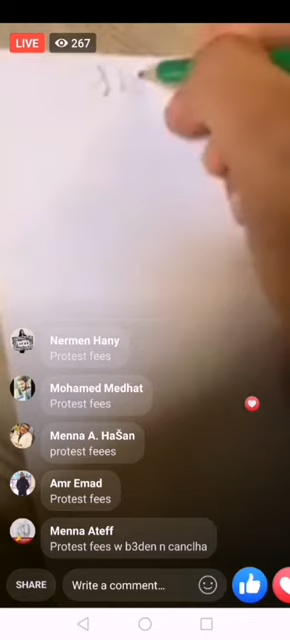 LIVE 267
Nermen Hany
Protest fees
Mohamed Medhat
Protest fees
Menna A. HaŠan
protest feees
Amr Emad
Protest fees
Menna Ateff
Protest fees w b3den n canclha
SHARE
Write a comment...